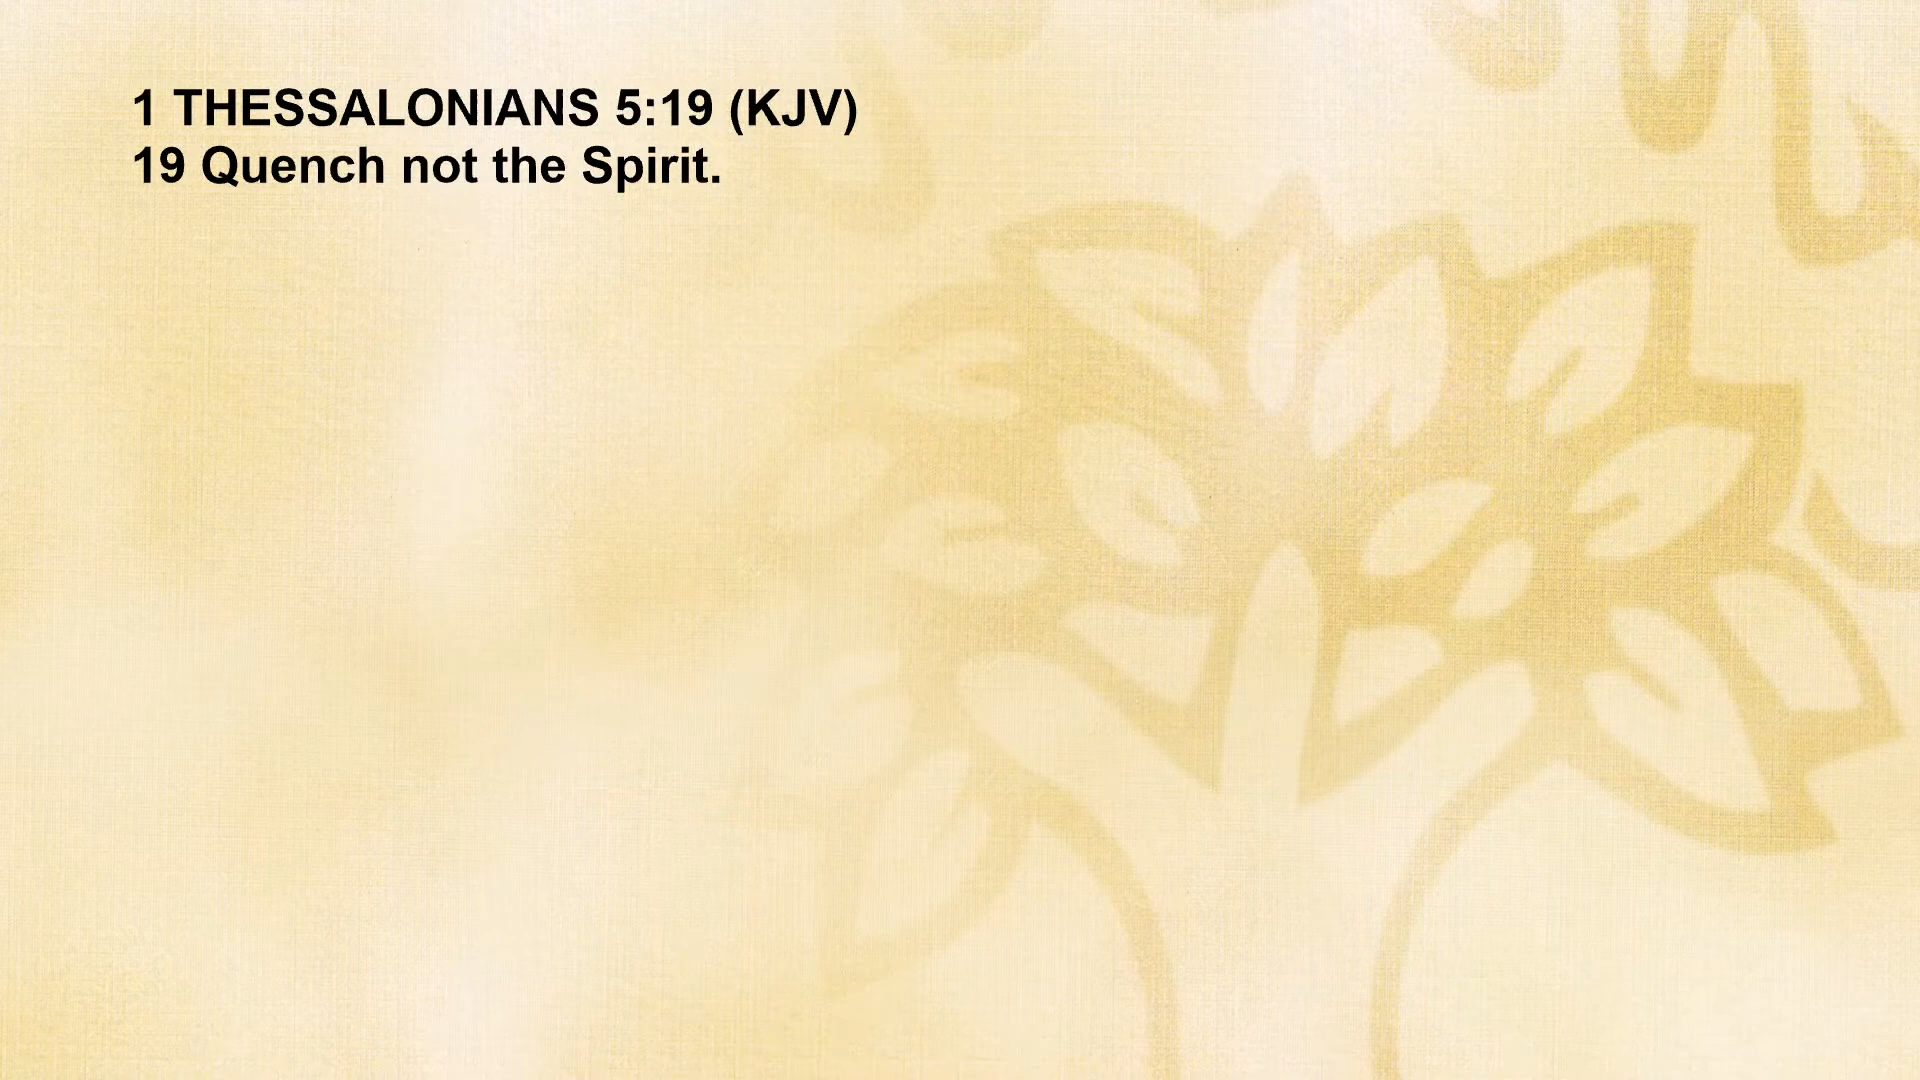 1 THESSALONIANS 5:19 (KJV)
19 Quench not the Spirit.